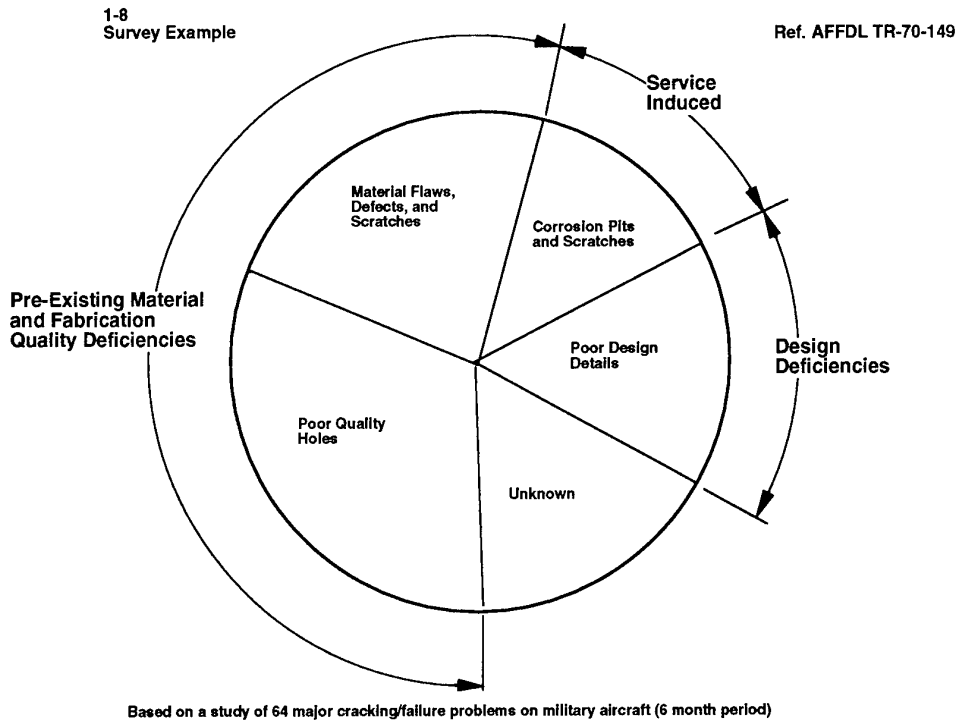 1-8
Survey Example
Ref. AFFDL TR-70-149
Service
Induced
Material Flaws,
Defects, and
Scratches
Corrosion Pits
and Scratches
Pre-Existing Material
and Fabrication
Quality Deficiencies
Poor Design
Details
Design
Deficiencies
Poor Quality
Holes
Unknown
Based on a study of 64 major cracking/failure problems on military aircraft (6 month period)